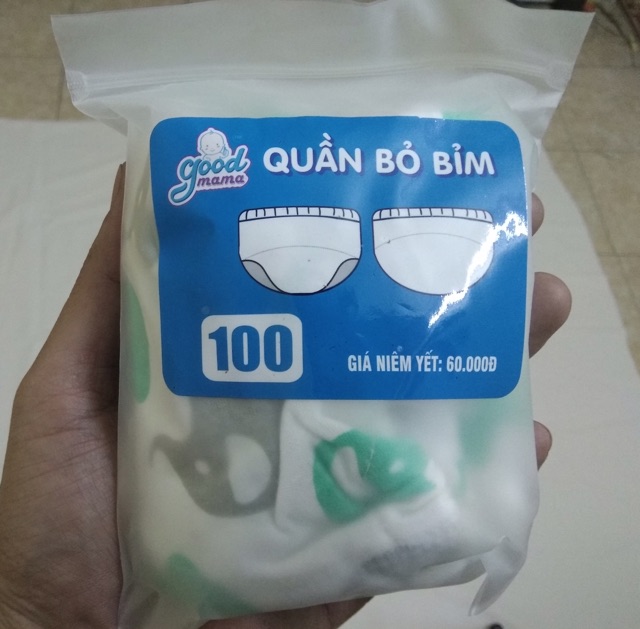 good
mama
QUẦN BỎ BỈM
100
GIÁ NIÊM YẾT: 60.000Đ